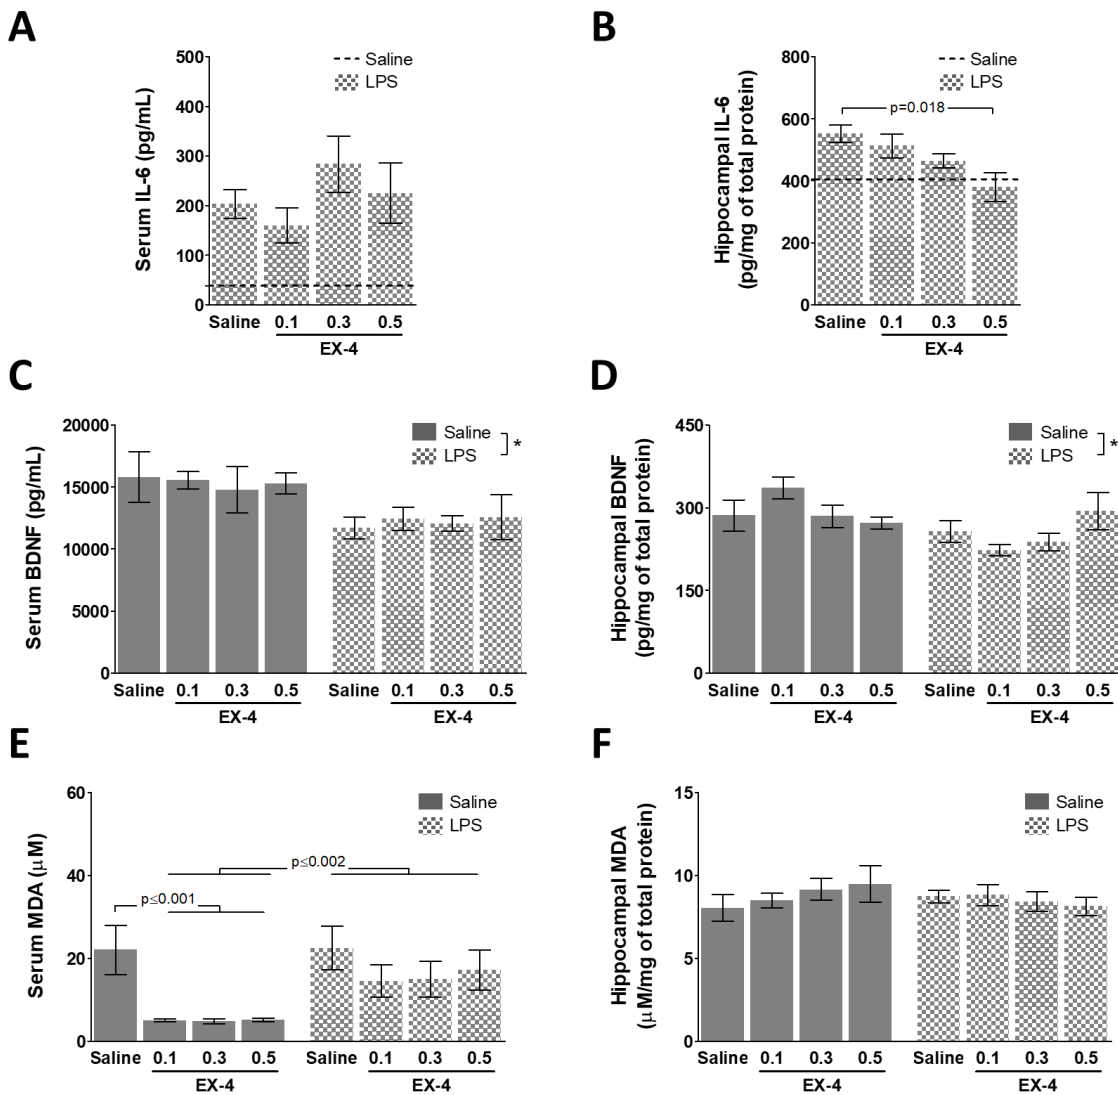 A
Serum IL-6 (pg/mL)
500
400
300
200
100
0
Saline
LPS
Saline 0.1 0.3 0.5
EX-4
B
Hippocampal IL-6
(pg/mg of total protein)
800
600
400
200
0
Saline
LPS
p=0.018
Saline 0.1 0.3 0.5
EX-4
C
Serum BDNF (pg/mL)
20000
15000
10000
5000
0
Saline
LPS
*
Saline 0.1 0.3 0.5 Saline 0.1 0.3 0.5
EX-4 EX-4
D
Hippocampal BDNF
(pg/mg of total protein)
450
300
150
0
Saline
LPS
*
Saline 0.1 0.3 0.5 Saline 0.1 0.3 0.5
EX-4 EX-4
E
Serum MDA (μM)
60
40
20
0
Saline
LPS
p≤0.002
p≤0.001
Saline 0.1 0.3 0.5 Saline 0.1 0.3 0.5
EX-4 EX-4
F
Hippocampal MDA
(μM/mg of total protein)
15
10
5
0
Saline
LPS
Saline 0.1 0.3 0.5 Saline 0.1 0.3 0.5
EX-4 EX-4